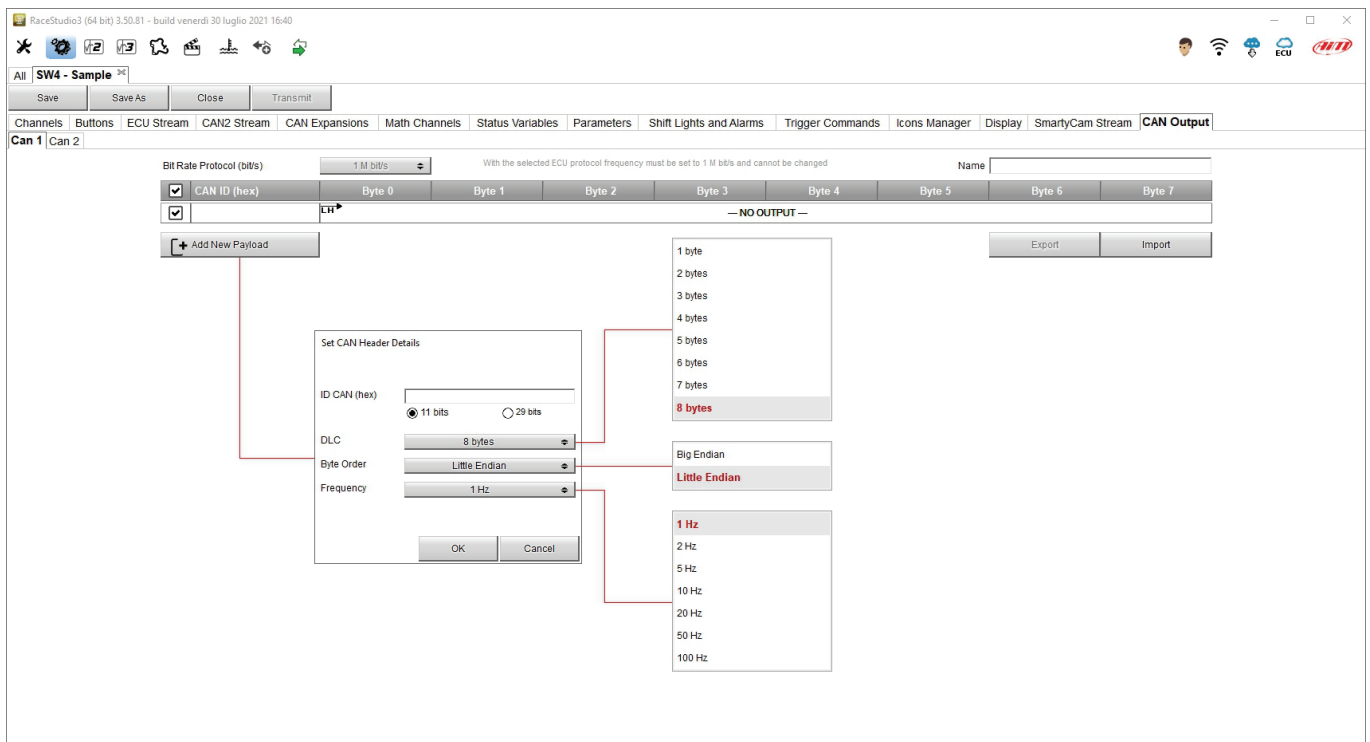 RaceStudio3 (64 bit) 3.50.81 - build venerdì 30 luglio 2021 16:40
ECU AiM
All SW4 - Sample
Save Save As Close Transmit
Channels Buttons ECU Stream CAN2 Stream CAN Expansions Math Channels Status Variables Parameters Shift Lights and Alarms Trigger Commands Icons Manager Display SmartyCam Stream CAN Output
Can 1 Can 2
Bit Rate Protocol (bit/s) 1 M bit/s With the selected ECU protocol frequency must be set to 1 M bit/s and cannot be changed Name
CAN ID (hex) Byte 0 Byte 1 Byte 2 Byte 3 Byte 4 Byte 5 Byte 6 Byte 7
LH — NO OUTPUT —
Add New Payload Export Import
1 byte
2 bytes
3 bytes
4 bytes
5 bytes
6 bytes
7 bytes
8 bytes
Set CAN Header Details
ID CAN (hex)
11 bits 29 bits
DLC 8 bytes
Byte Order Little Endian
Frequency 1 Hz
OK Cancel
Big Endian
Little Endian
1 Hz
2 Hz
5 Hz
10 Hz
20 Hz
50 Hz
100 Hz